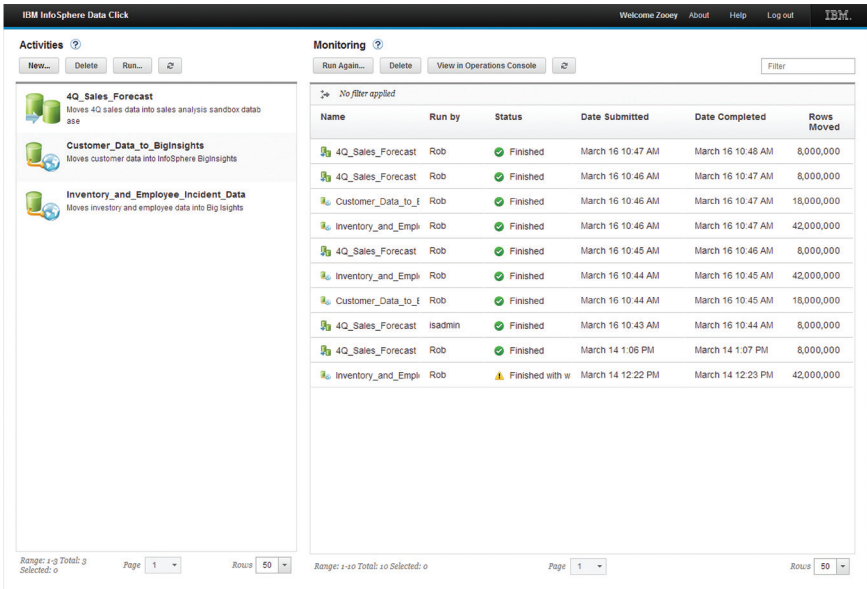 IBM InfoSphere Data Click
Welcome Zooey About Help Log out IBM.
Activities ?
New... Delete Run...
4Q_Sales_Forecast
Moves 4Q sales data into sales analysis sandbox datab
ase
Customer_Data_to_BigInsights
Moves customer data into InfoSphere BigInsights
Inventory_and_Employee_Incident_Data
Moves investory and employee data into Big Isights
Range: 1-3 Total: 3
Selected: 0
Page 1 Rows 50
Monitoring ?
Run Again... Delete View in Operations Console Filter
No filter applied
Name Run by Status Date Submitted Date Completed Rows
Moved
4Q_Sales_Forecast Rob Finished March 16 10:47 AM March 16 10:48 AM 8,000,000
4Q_Sales_Forecast Rob Finished March 16 10:46 AM March 16 10:47 AM 8,000,000
Customer_Data_to_E Rob Finished March 16 10:46 AM March 16 10:47 AM 18,000,000
Inventory_and_Empl Rob Finished March 16 10:46 AM March 16 10:47 AM 42,000,000
4Q_Sales_Forecast Rob Finished March 16 10:45 AM March 16 10:46 AM 8,000,000
Inventory_and_Empl Rob Finished March 16 10:44 AM March 16 10:45 AM 42,000,000
Customer_Data_to_E Rob Finished March 16 10:44 AM March 16 10:45 AM 18,000,000
4Q_Sales_Forecast isadmin Finished March 16 10:43 AM March 16 10:44 AM 8,000,000
4Q_Sales_Forecast Rob Finished March 14 1:06 PM March 14 1:07 PM 8,000,000
Inventory_and_Empl Rob Finished with w March 14 12:22 PM March 14 12:23 PM 42,000,000
Range: 1-10 Total: 10 Selected: 0 Page 1 Rows 50